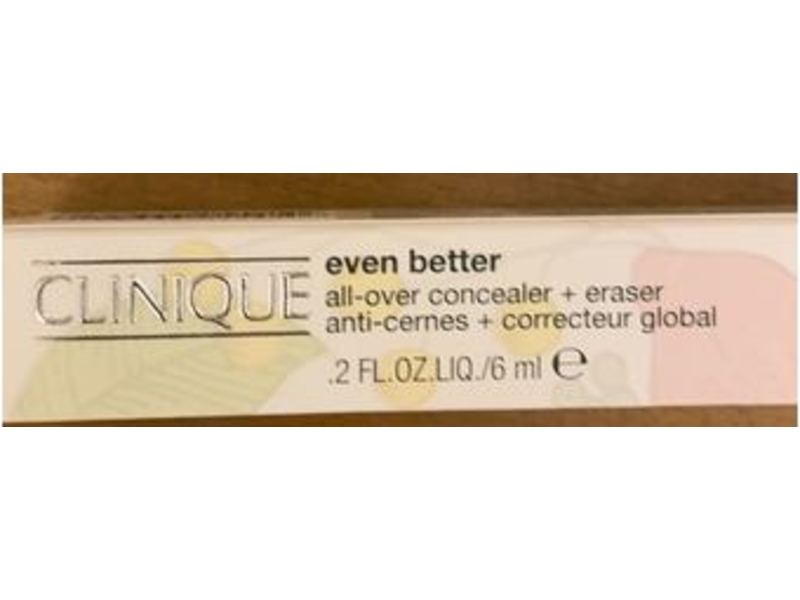 CLINIQUE
even better
all-over concealer + eraser
anti-cernes + correcteur global
.2 FL.OZ.LIQ./6 ml ℮